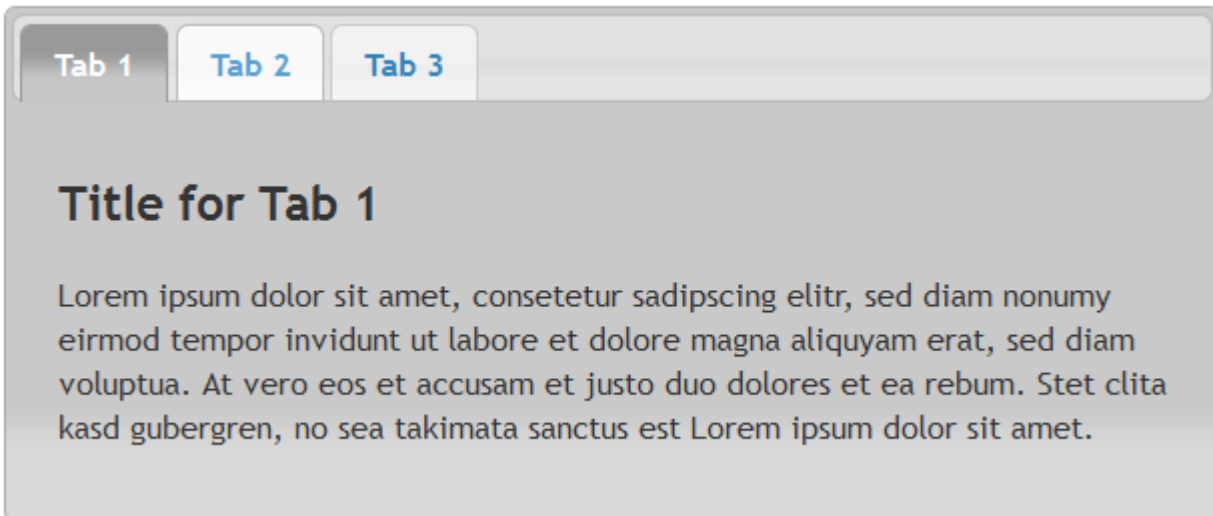 Tab 1 Tab 2 Tab 3
Title for Tab 1
Lorem ipsum dolor sit amet, consetetur sadipscing elitr, sed diam nonumy
eirmod tempor invidunt ut labore et dolore magna aliquyam erat, sed diam
voluptua. At vero eos et accusam et justo duo dolores et ea rebum. Stet clita
kasd gubergren, no sea takimata sanctus est Lorem ipsum dolor sit amet.